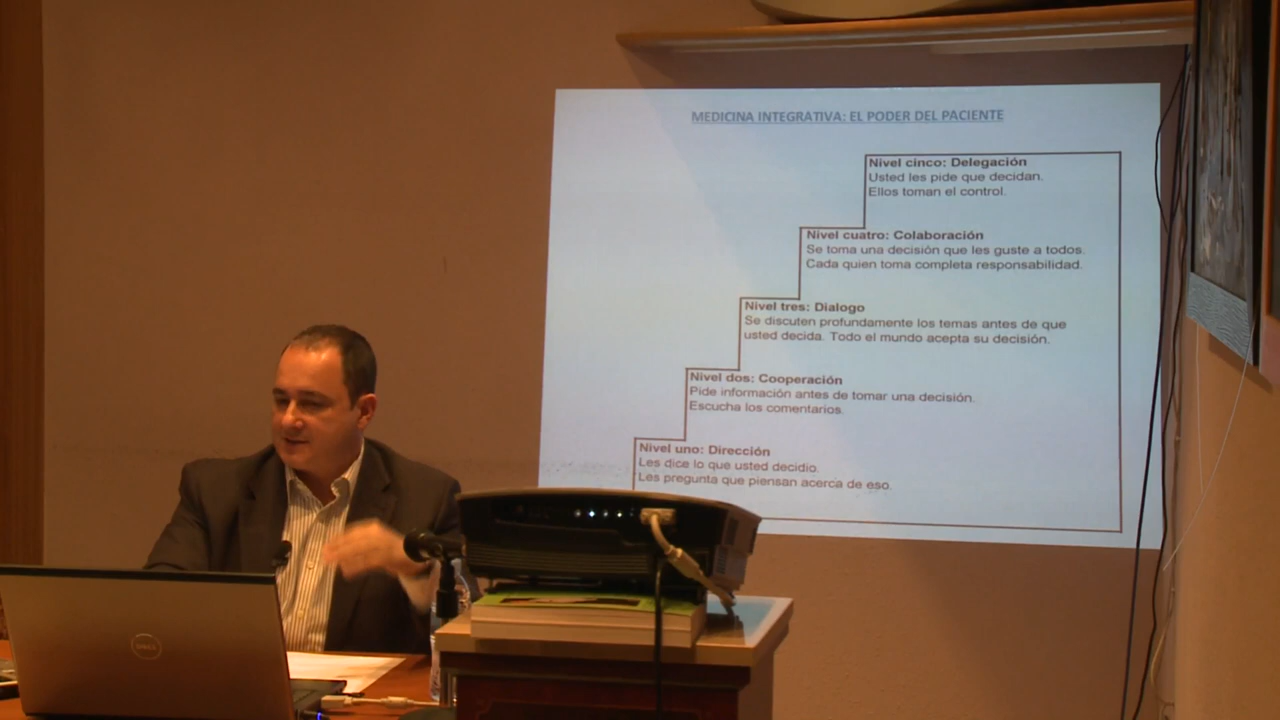 MEDICINA INTEGRATIVA: EL PODER DEL PACIENTE
Nivel cinco: Delegación
Usted les pide que decidan.
Ellos toman el control.
Nivel cuatro: Colaboración
Se toma una decisión que les guste a todos.
Cada quien toma completa responsabilidad.
Nivel tres: Dialogo
Se discuten profundamente los temas antes de que
usted decida. Todo el mundo acepta su decisión.
Nivel dos: Cooperación
Pide información antes de tomar una decisión.
Escucha los comentarios.
Nivel uno: Dirección
Les dice lo que usted decidio.
Les pregunta que piensan acerca de eso.
DELL